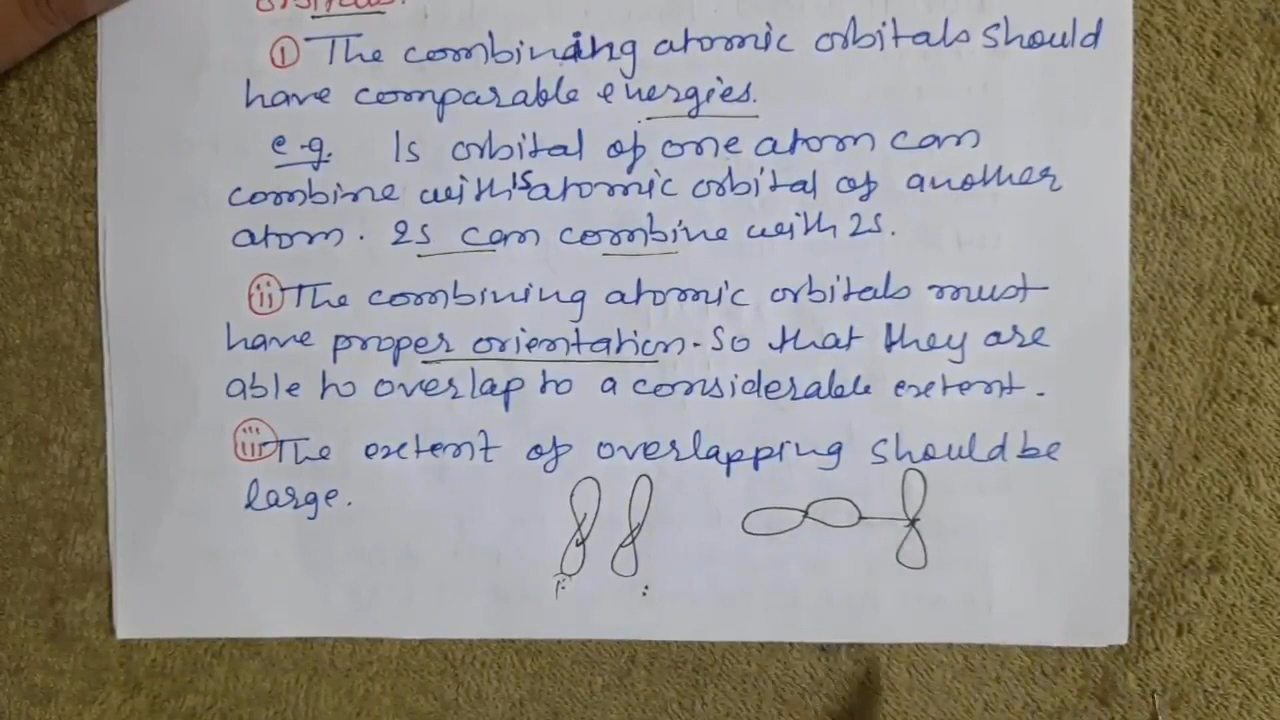 ① The combining atomic orbitals should
have comparable energies.
e.g. 1s orbital of one atom can
combine with 1s atomic orbital of another
atom. 2s can combine with 2s.
(ii) The combining atomic orbitals must
have proper orientation. So that they are
able to overlap to a considerable extent.
(iii) The extent of overlapping should be
large.